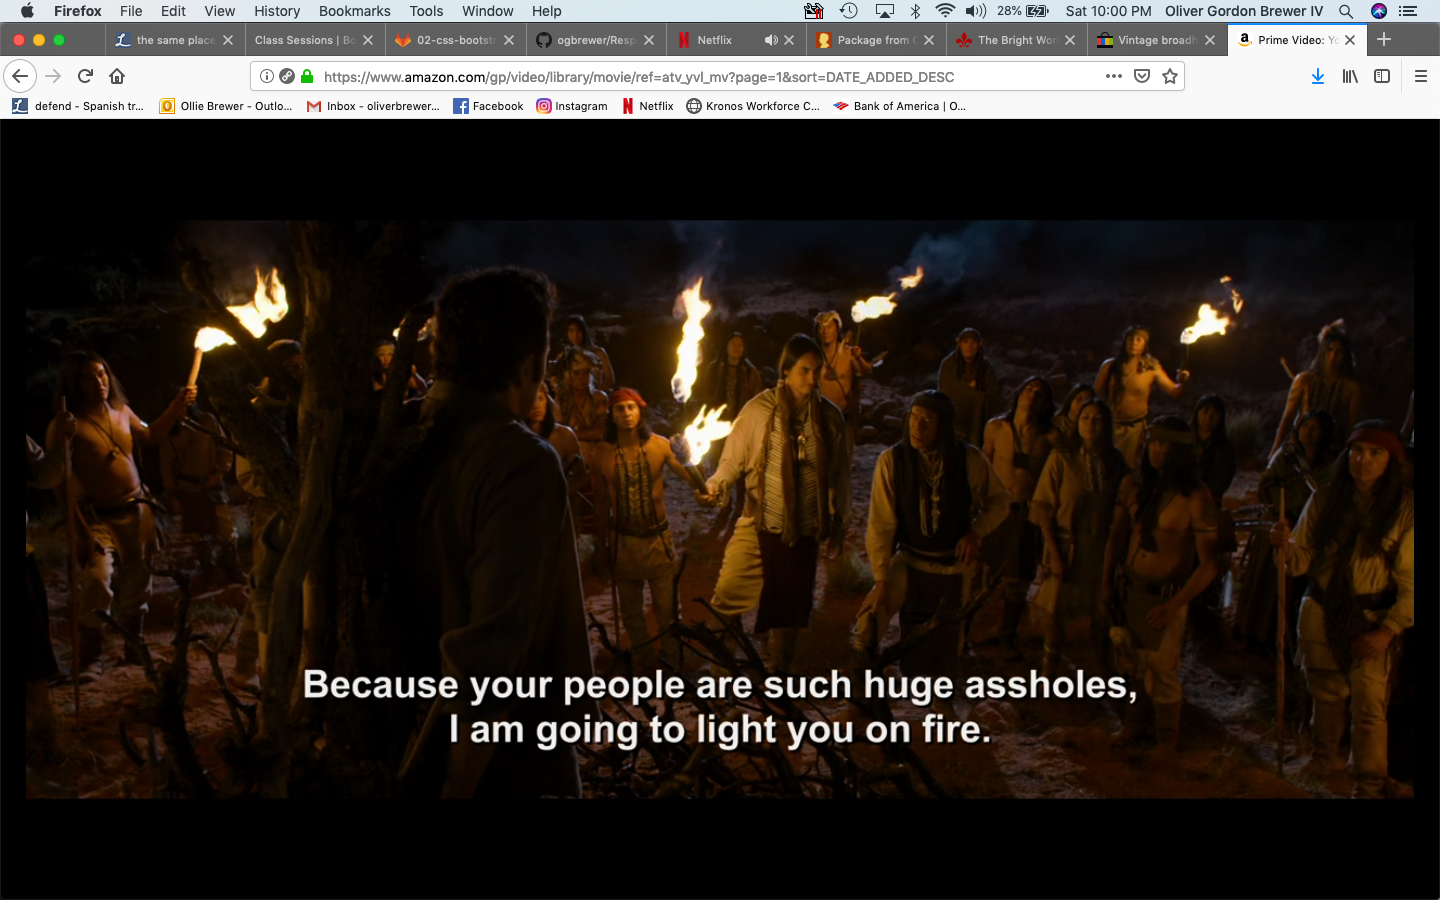 Firefox File Edit View History Bookmarks Tools Window Help 28% Sat 10:00 PM Oliver Gordon Brewer IV
the same place Class Sessions | Bo 02-css-bootstr ogbrewer/Resp Netflix Package from The Bright Wor Vintage broadh Prime Video: Yo
https://www.amazon.com/gp/video/library/movie/ref=atv_yvl_mv?page=1&sort=DATE_ADDED_DESC
defend - Spanish tr... Ollie Brewer - Outlo... Inbox - oliverbrewer... Facebook Instagram Netflix Kronos Workforce C... Bank of America | O...
Because your people are such huge assholes,
I am going to light you on fire.